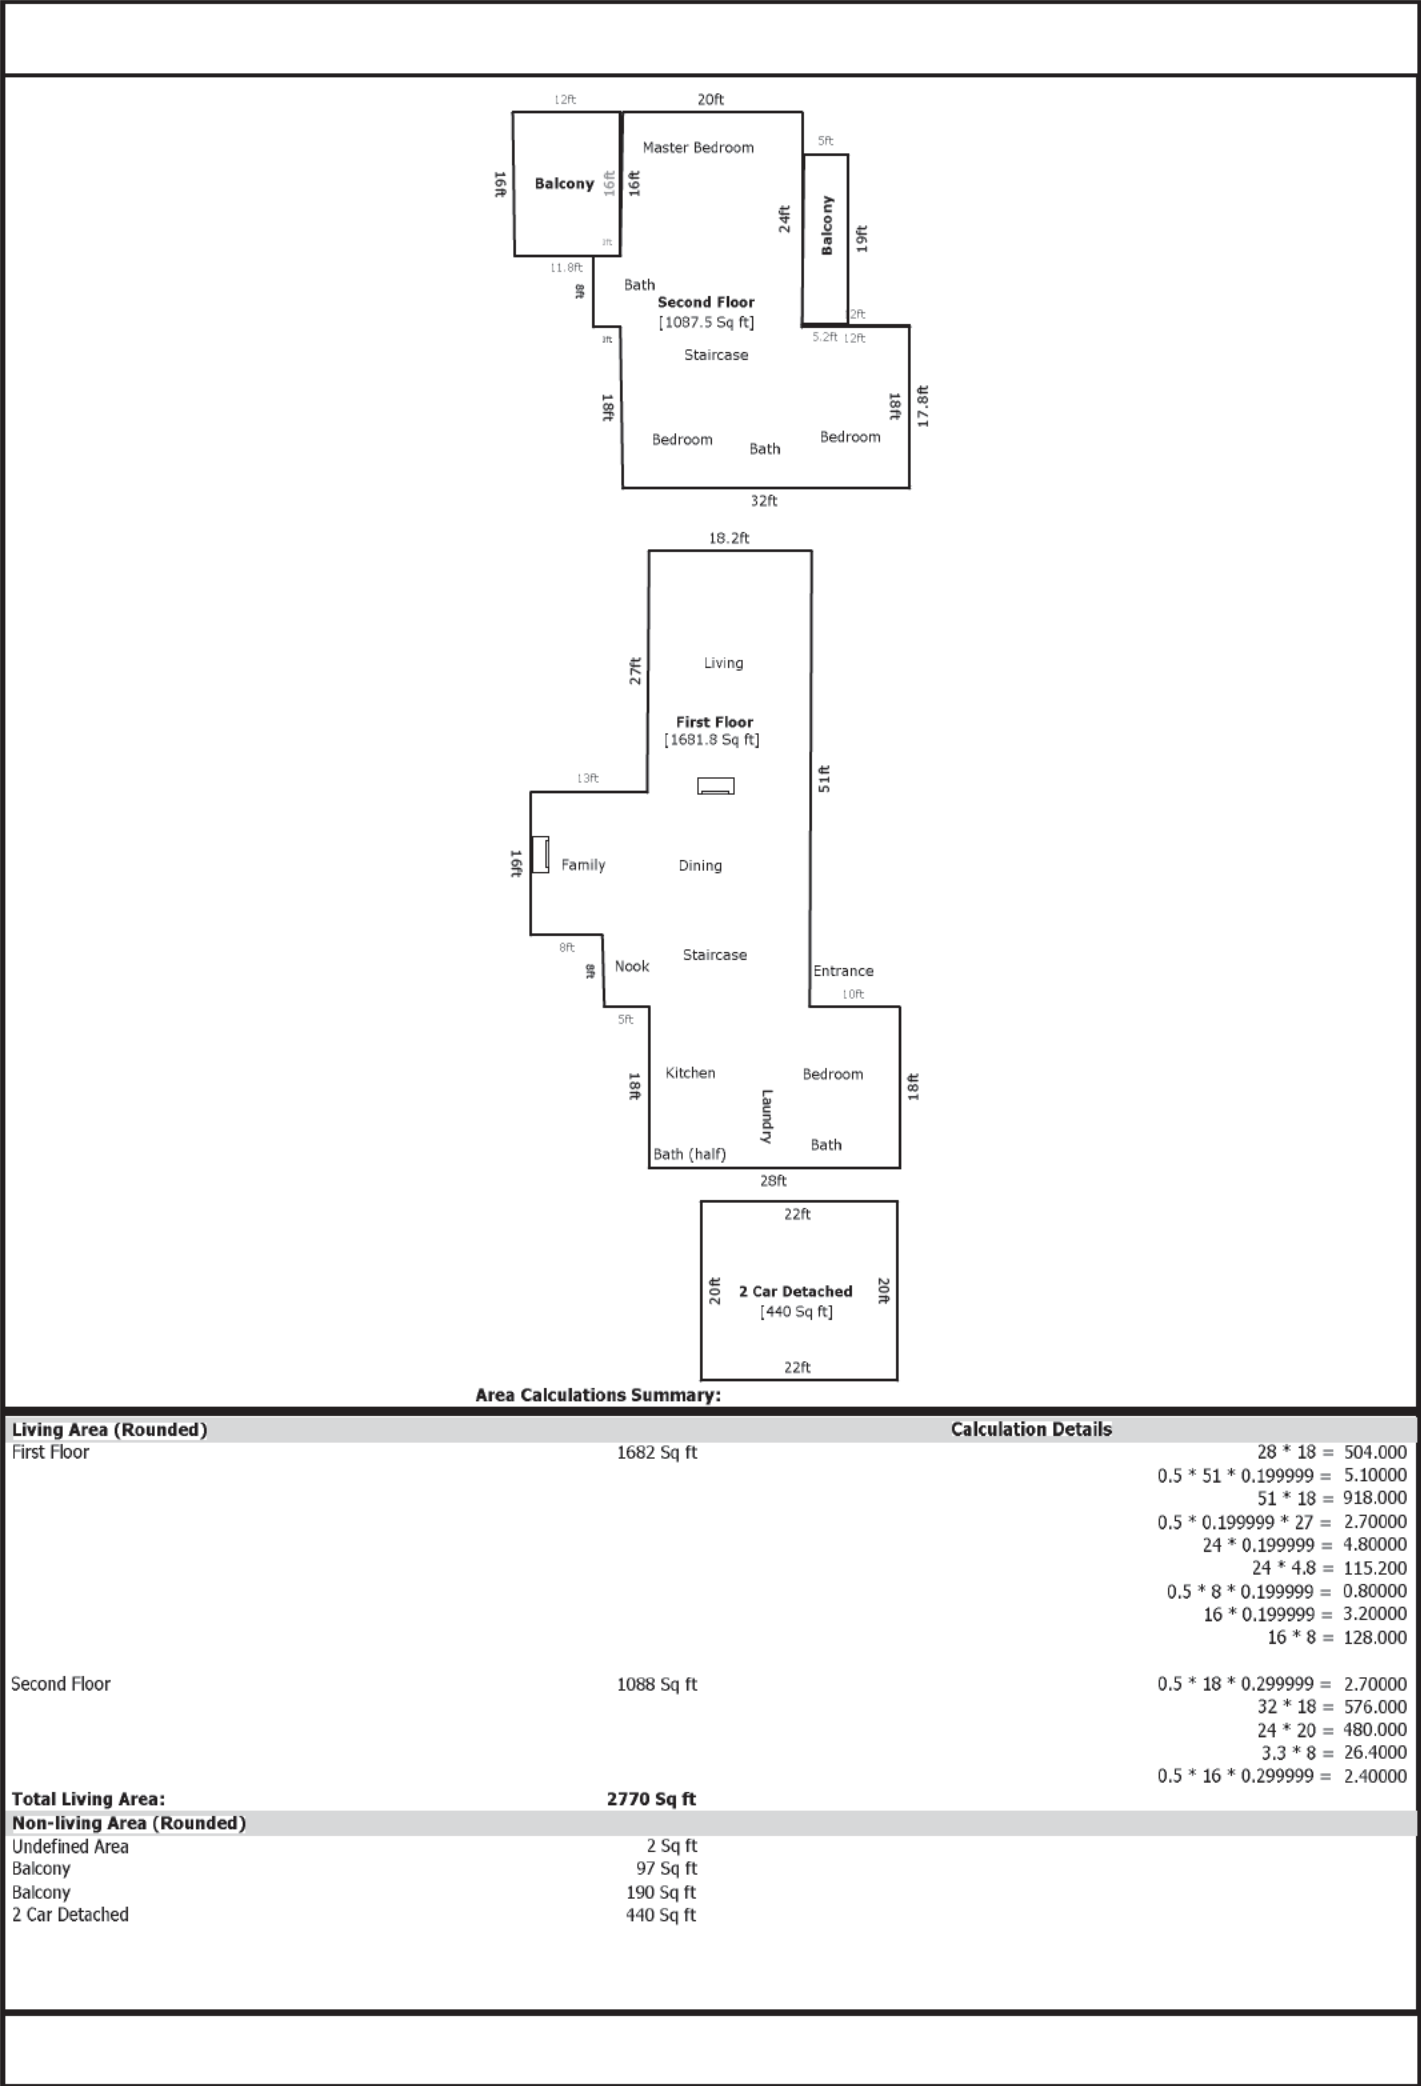 12ft 20ft
5ft
Master Bedroom
16ft Balcony 16ft 16ft 24ft Balcony 19ft
3ft
11.8ft
8ft Bath
Second Floor
[1087.5 Sq ft]
2ft
3ft 5.2ft 12ft
Staircase
18ft 18ft 17.8ft
Bedroom Bath Bedroom
32ft
18.2ft
27ft Living
First Floor
[1681.8 Sq ft]
13ft 51ft
16ft Family Dining
8ft Staircase
8ft Nook Entrance
10ft
5ft
18ft Kitchen Bedroom 18ft
Laundry
Bath (half) Bath
28ft
22ft
20ft 2 Car Detached 20ft
[440 Sq ft]
22ft
Area Calculations Summary:
Living Area (Rounded) Calculation Details
First Floor 1682 Sq ft 28 * 18 = 504.000
0.5 * 51 * 0.199999 = 5.10000
51 * 18 = 918.000
0.5 * 0.199999 * 27 = 2.70000
24 * 0.199999 = 4.80000
24 * 4.8 = 115.200
0.5 * 8 * 0.199999 = 0.80000
16 * 0.199999 = 3.20000
16 * 8 = 128.000
Second Floor 1088 Sq ft 0.5 * 18 * 0.299999 = 2.70000
32 * 18 = 576.000
24 * 20 = 480.000
3.3 * 8 = 26.4000
0.5 * 16 * 0.299999 = 2.40000
Total Living Area: 2770 Sq ft
Non-living Area (Rounded)
Undefined Area 2 Sq ft
Balcony 97 Sq ft
Balcony 190 Sq ft
2 Car Detached 440 Sq ft